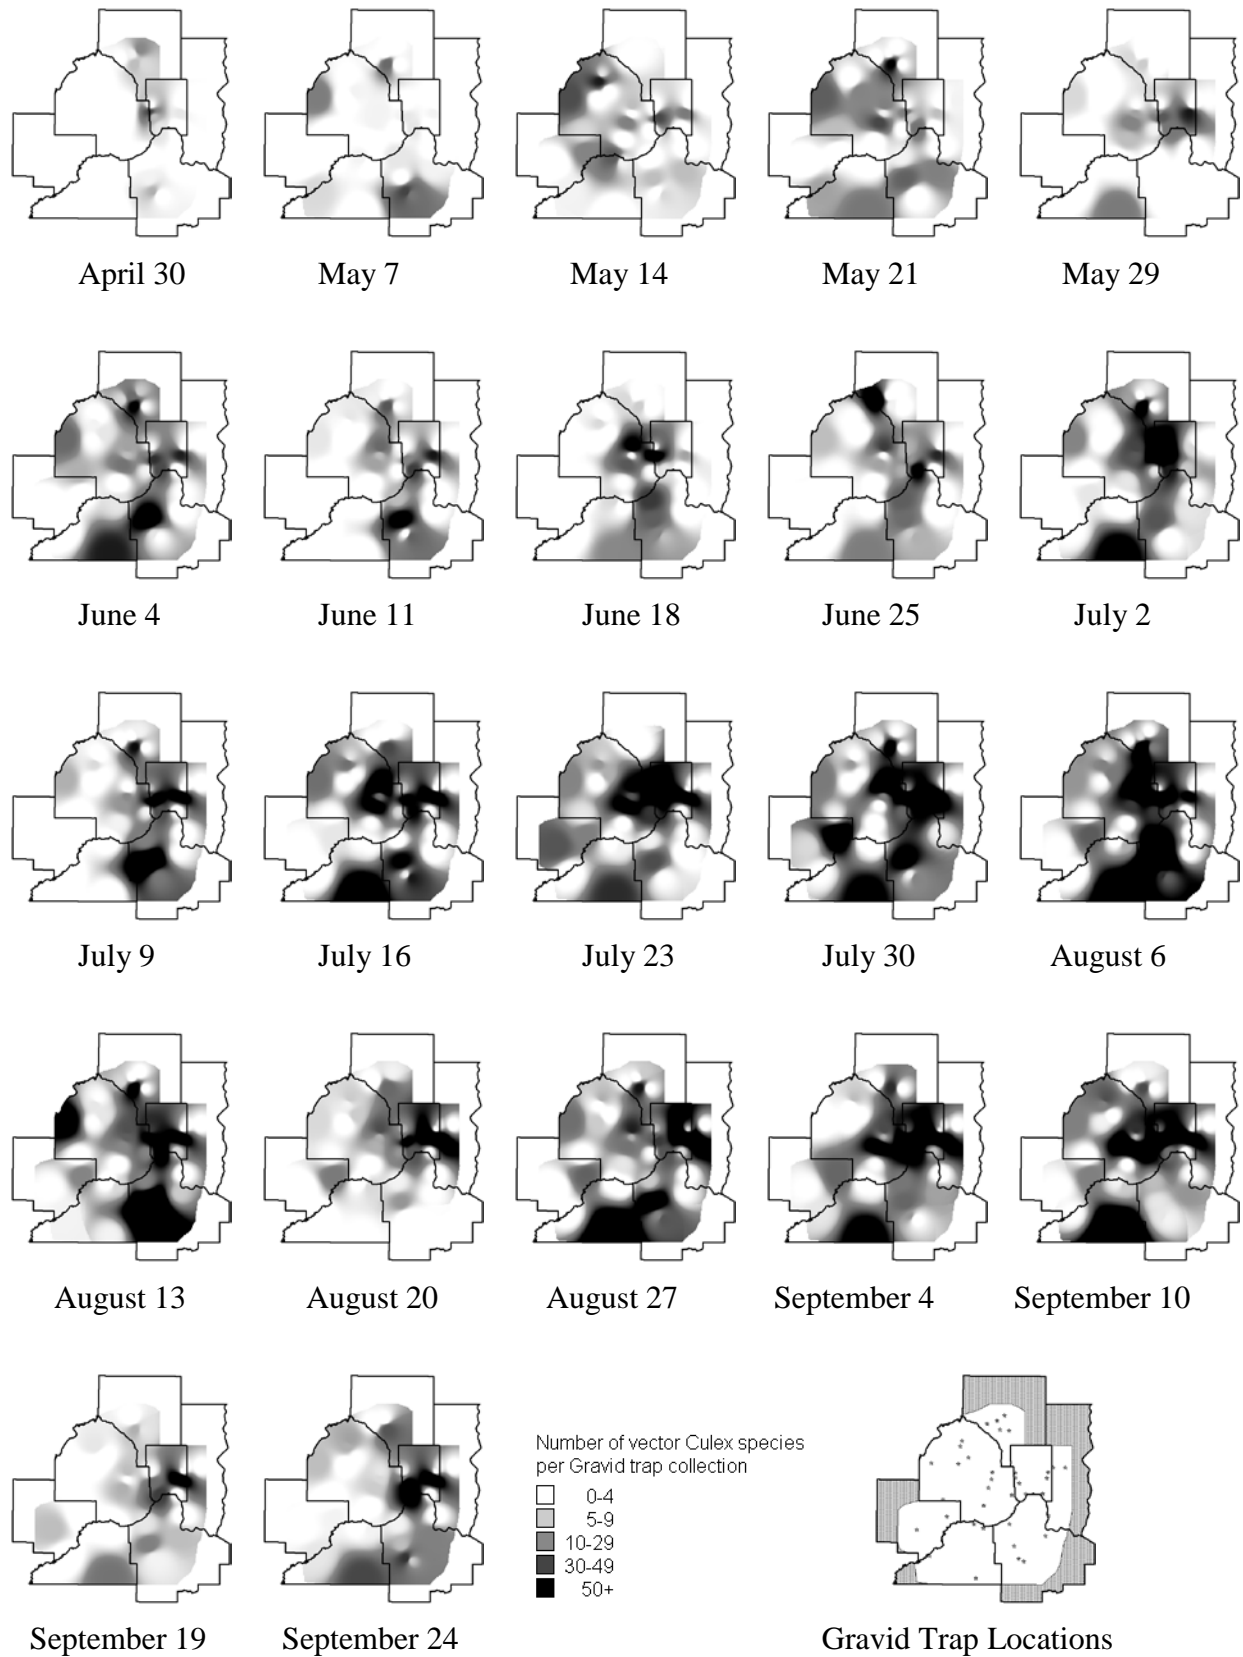 April 30
May 7
May 14
May 21
May 29
June 4
June 11
June 18
June 25
July 2
July 9
July 16
July 23
July 30
August 6
August 13
August 20
August 27
September 4
September 10
September 19
September 24
Number of vector Culex species
per Gravid trap collection
0-4
5-9
10-29
30-49
50+
Gravid Trap Locations